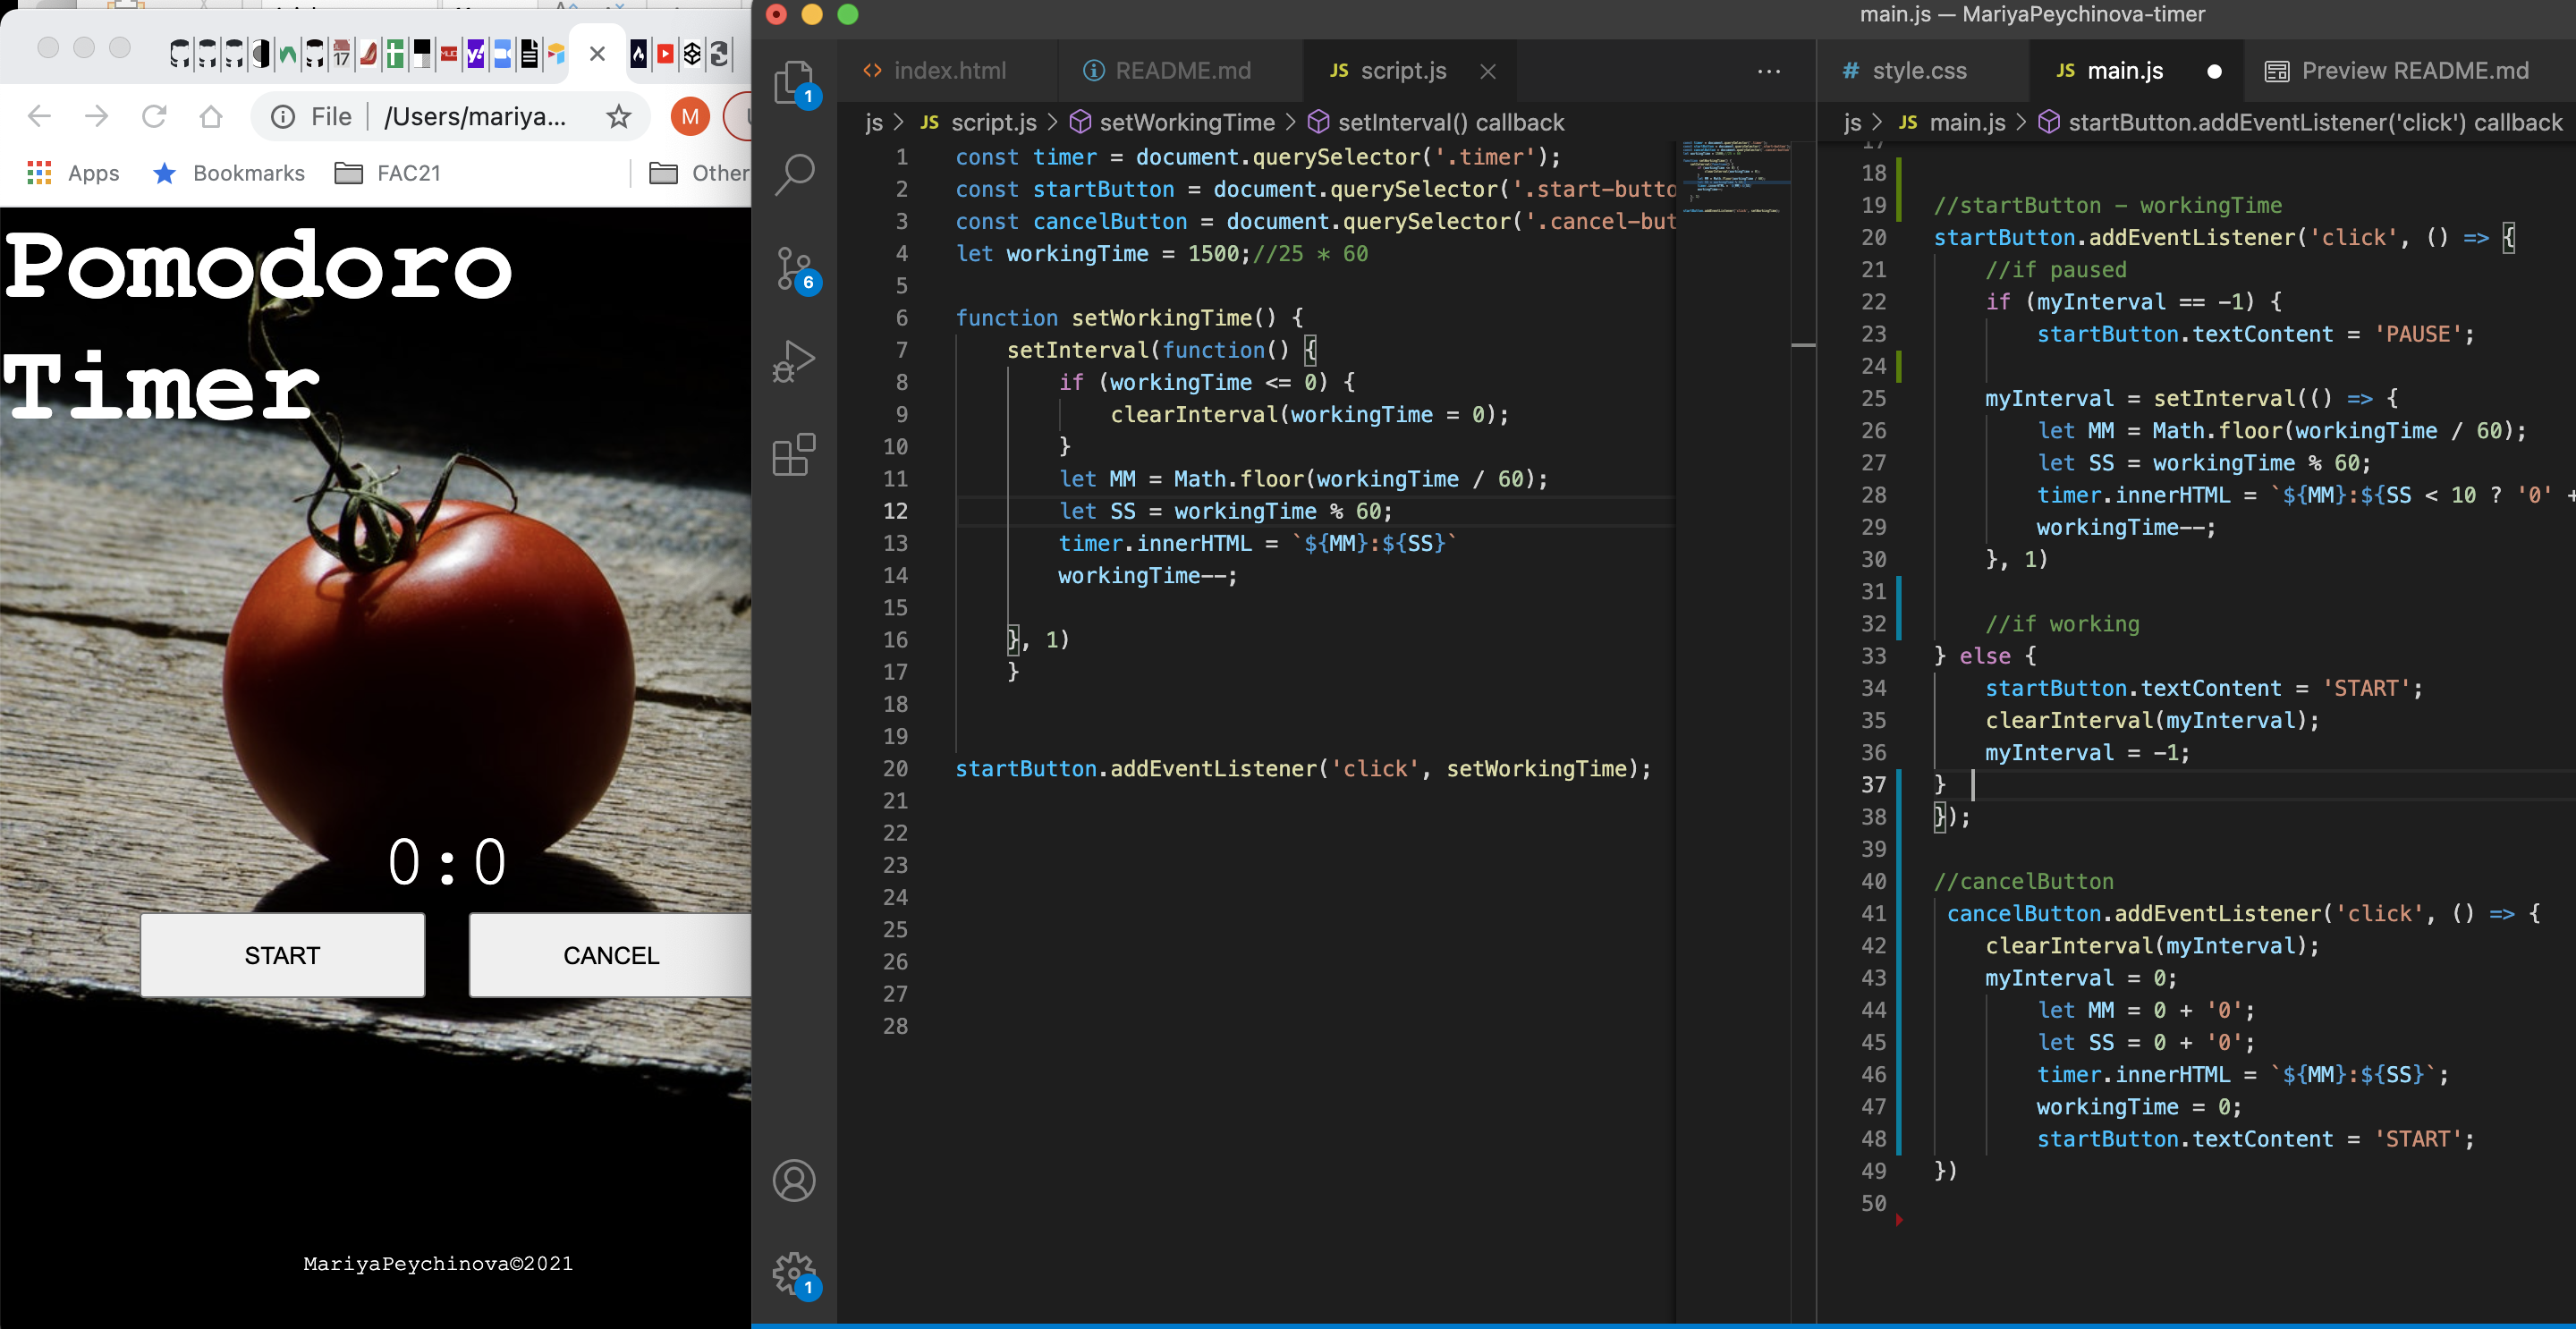 main.js — MariyaPeychinova-timer
17
File
/Users/mariya...
M
Apps
Bookmarks
FAC21
Other
Pomodoro
Timer
0:0
START
CANCEL
MariyaPeychinova©2021
1
6
1
index.html
README.md
JS script.js
...
js > JS script.js > setWorkingTime > setInterval() callback
1 const timer = document.querySelector('.timer');
2 const startButton = document.querySelector('.start-butto
3 const cancelButton = document.querySelector('.cancel-but
4 let workingTime = 1500;//25 * 60
5
6 function setWorkingTime() {
7 setInterval(function() {
8 if (workingTime <= 0) {
9 clearInterval(workingTime = 0);
10 }
11 let MM = Math.floor(workingTime / 60);
12 let SS = workingTime % 60;
13 timer.innerHTML = `${MM}:${SS}`
14 workingTime--;
15
16 }, 1)
17 }
18
19
20 startButton.addEventListener('click', setWorkingTime);
21
22
23
24
25
26
27
28
# style.css
JS main.js
Preview README.md
js > JS main.js > startButton.addEventListener('click') callback
17
18
19 //startButton - workingTime
20 startButton.addEventListener('click', () => {
21 //if paused
22 if (myInterval == -1) {
23 startButton.textContent = 'PAUSE';
24
25 myInterval = setInterval(() => {
26 let MM = Math.floor(workingTime / 60);
27 let SS = workingTime % 60;
28 timer.innerHTML = `${MM}:${SS < 10 ? '0' +
29 workingTime--;
30 }, 1)
31
32 //if working
33 } else {
34 startButton.textContent = 'START';
35 clearInterval(myInterval);
36 myInterval = -1;
37 }
38 });
39
40 //cancelButton
41 cancelButton.addEventListener('click', () => {
42 clearInterval(myInterval);
43 myInterval = 0;
44 let MM = 0 + '0';
45 let SS = 0 + '0';
46 timer.innerHTML = `${MM}:${SS}`;
47 workingTime = 0;
48 startButton.textContent = 'START';
49 })
50